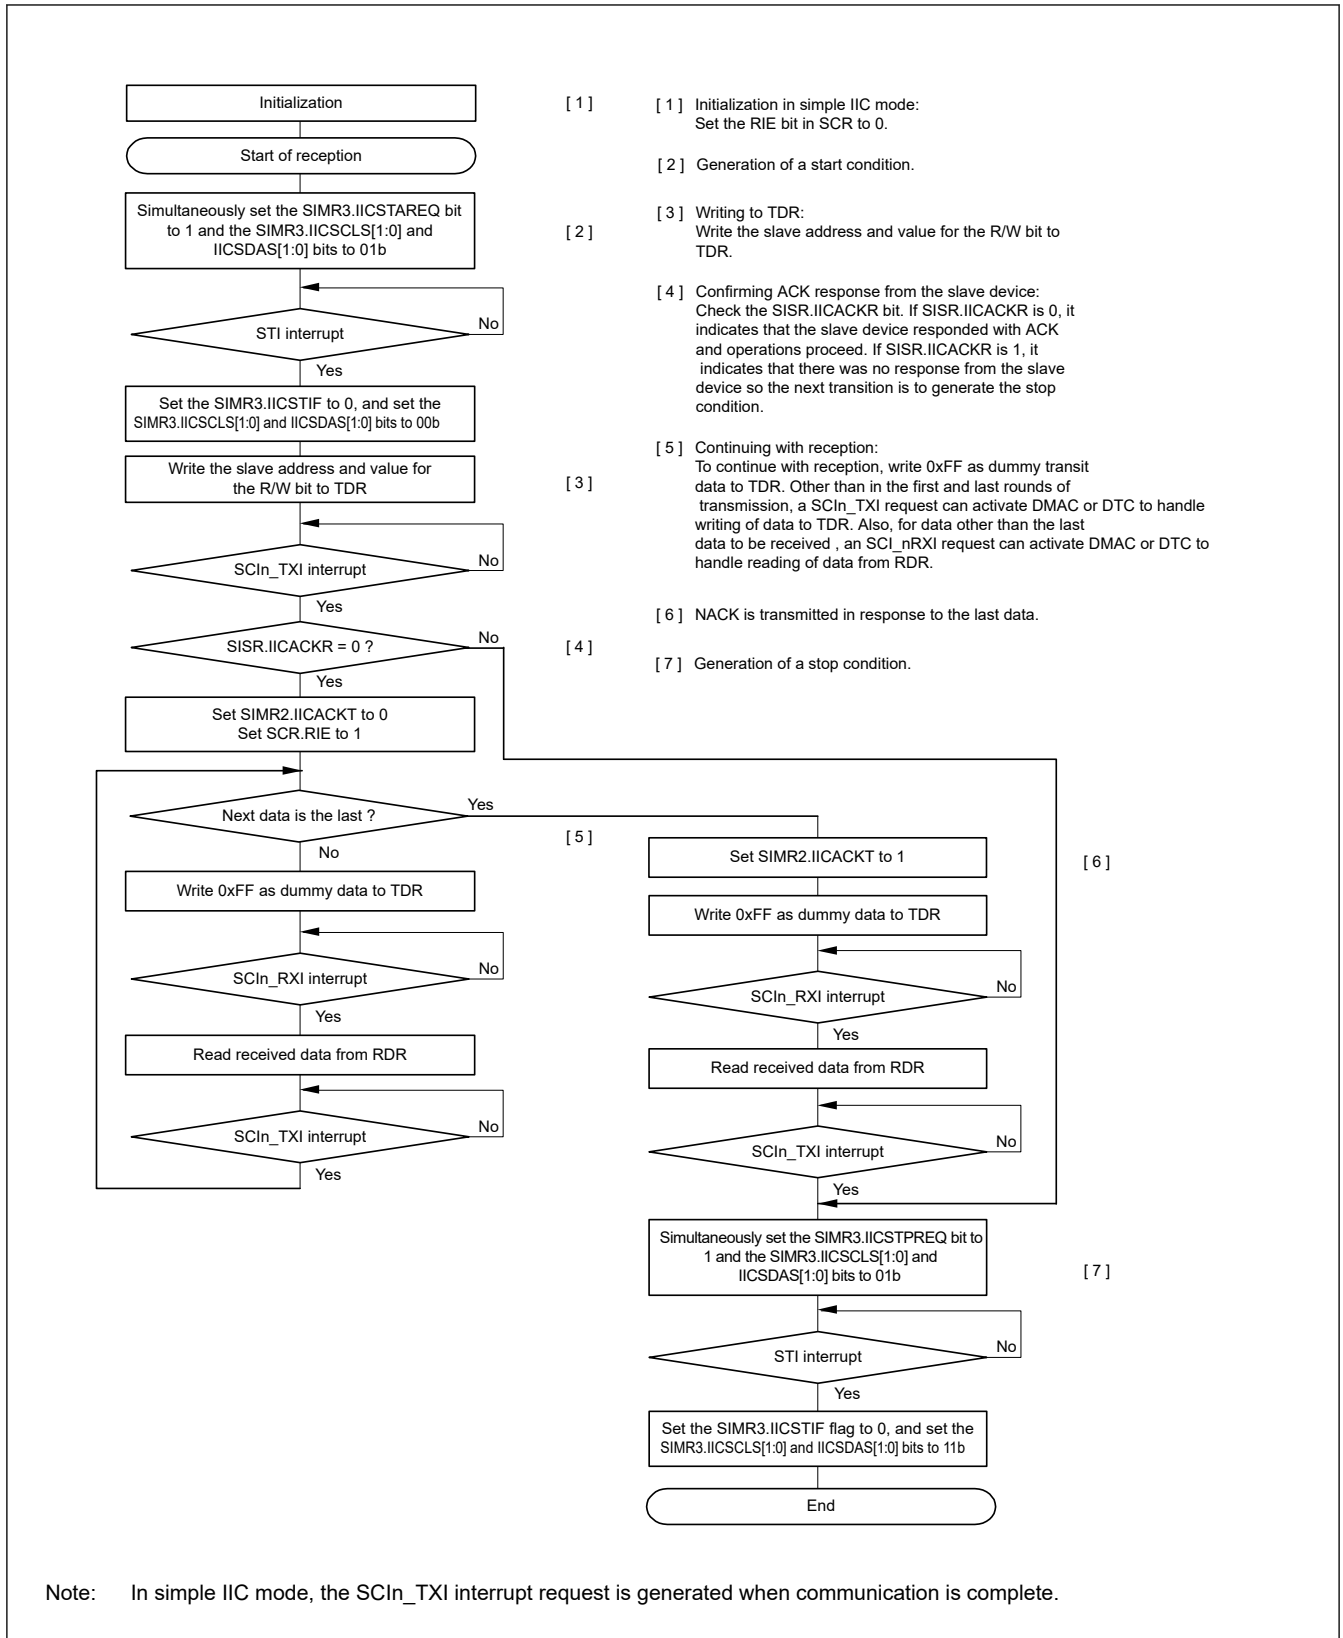 Initialization
[ 1 ]
Start of reception
Simultaneously set the SIMR3.IICSTAREQ bit
to 1 and the SIMR3.IICSCLS[1:0] and
IICSDAS[1:0] bits to 01b
[ 2 ]
STI interrupt
No
Yes
Set the SIMR3.IICSTIF to 0, and set the
SIMR3.IICSCLS[1:0] and IICSDAS[1:0] bits to 00b
Write the slave address and value for
the R/W bit to TDR
[ 3 ]
SCIn_TXI interrupt
No
Yes
SISR.IICACKR = 0 ?
No
[ 4 ]
Yes
Set SIMR2.IICACKT to 0
Set SCR.RIE to 1
Next data is the last ?
Yes
[ 5 ]
No
Write 0xFF as dummy data to TDR
SCIn_RXI interrupt
No
Yes
Read received data from RDR
SCIn_TXI interrupt
No
Yes
[ 1 ] Initialization in simple IIC mode:
Set the RIE bit in SCR to 0.
[ 2 ] Generation of a start condition.
[ 3 ] Writing to TDR:
Write the slave address and value for the R/W bit to
TDR.
[ 4 ] Confirming ACK response from the slave device:
Check the SISR.IICACKR bit. If SISR.IICACKR is 0, it
indicates that the slave device responded with ACK
and operations proceed. If SISR.IICACKR is 1, it
indicates that there was no response from the slave
device so the next transition is to generate the stop
condition.
[ 5 ] Continuing with reception:
To continue with reception, write 0xFF as dummy transit
data to TDR. Other than in the first and last rounds of
transmission, a SCIn_TXI request can activate DMAC or DTC to handle
writing of data to TDR. Also, for data other than the last
data to be received , an SCI_nRXI request can activate DMAC or DTC to
handle reading of data from RDR.
[ 6 ] NACK is transmitted in response to the last data.
[ 7 ] Generation of a stop condition.
Set SIMR2.IICACKT to 1
[ 6 ]
Write 0xFF as dummy data to TDR
SCIn_RXI interrupt
No
Yes
Read received data from RDR
SCIn_TXI interrupt
No
Yes
Simultaneously set the SIMR3.IICSTPREQ bit to
1 and the SIMR3.IICSCLS[1:0] and
IICSDAS[1:0] bits to 01b
[ 7 ]
STI interrupt
No
Yes
Set the SIMR3.IICSTIF flag to 0, and set the
SIMR3.IICSCLS[1:0] and IICSDAS[1:0] bits to 11b
End
Note: In simple IIC mode, the SCIn_TXI interrupt request is generated when communication is complete.